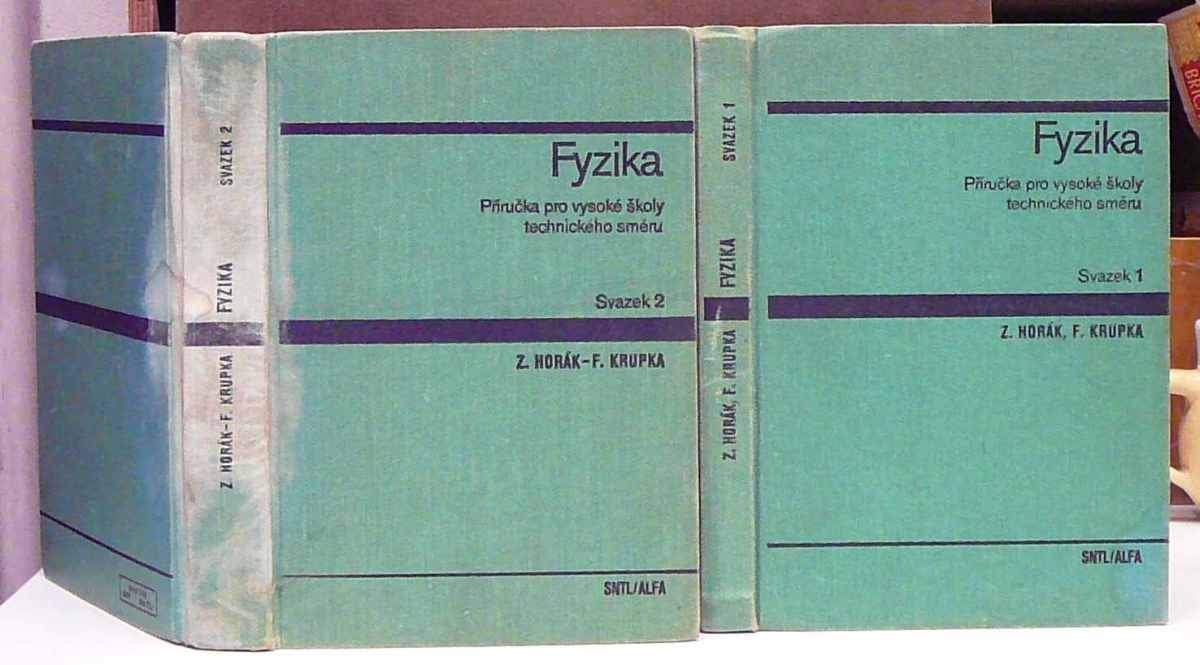 SVAZEK 2
FYZIKA
Z. HORÁK–F. KRUPKA
Fyzika
Příručka pro vysoké školy
technického směru
Svazek 2
Z. HORÁK–F. KRUPKA
SNTL/ALFA
SVAZEK 1
FYZIKA
Z. HORÁK, F. KRUPKA
Fyzika
Příručka pro vysoké školy
technického směru
Svazek 1
Z. HORÁK, F. KRUPKA
SNTL/ALFA